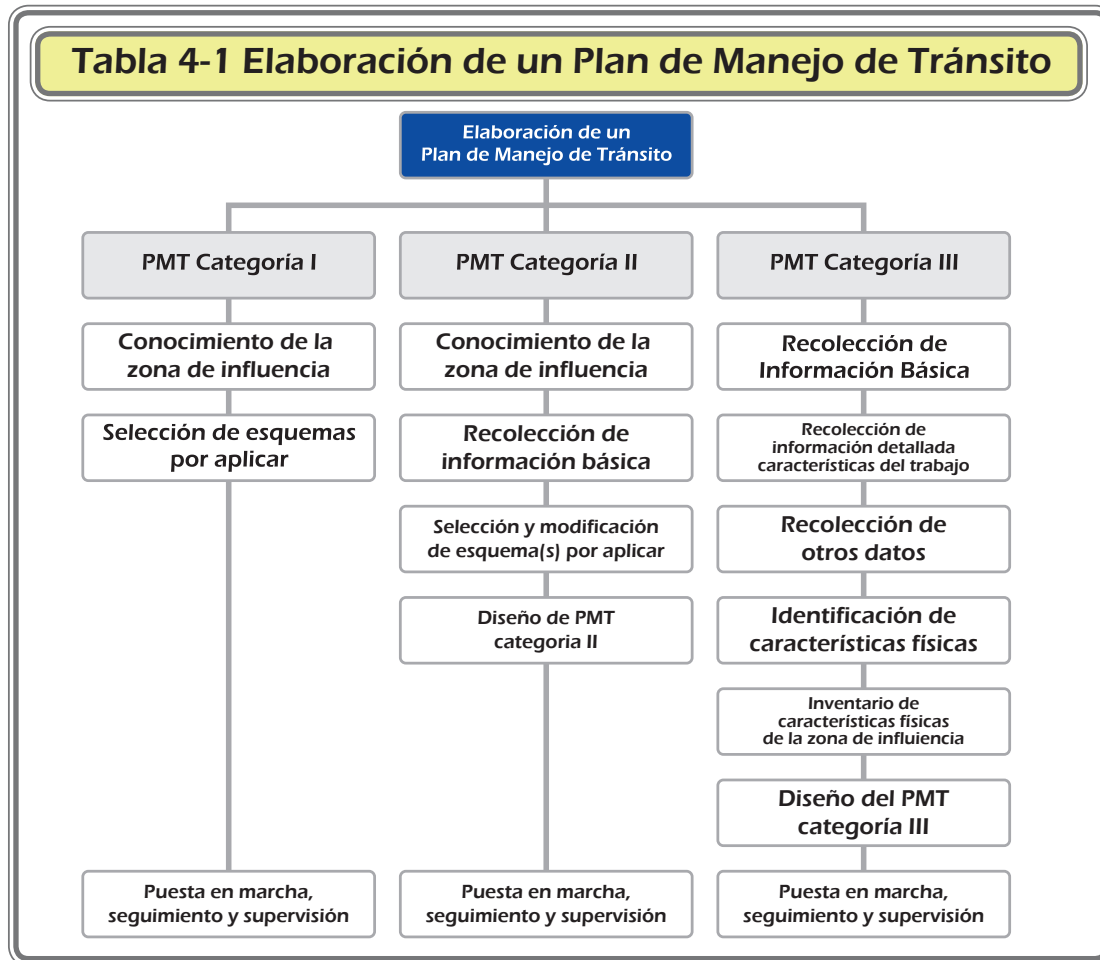 Tabla 4-1 Elaboración de un Plan de Manejo de Tránsito
Elaboración de un
Plan de Manejo de Tránsito
PMT Categoría I
Conocimiento de la
zona de influencia
Selección de esquemas
por aplicar
Puesta en marcha,
seguimiento y supervisión
PMT Categoría II
Conocimiento de la
zona de influencia
Recolección de
información básica
Selección y modificación
de esquema(s) por aplicar
Diseño de PMT
categoria II
Puesta en marcha,
seguimiento y supervisión
PMT Categoría III
Recolección de
Información Básica
Recolección de
información detallada
características del trabajo
Recolección de
otros datos
Identificación de
características físicas
Inventario de
características físicas
de la zona de influiencia
Diseño del PMT
categoría III
Puesta en marcha,
seguimiento y supervisión